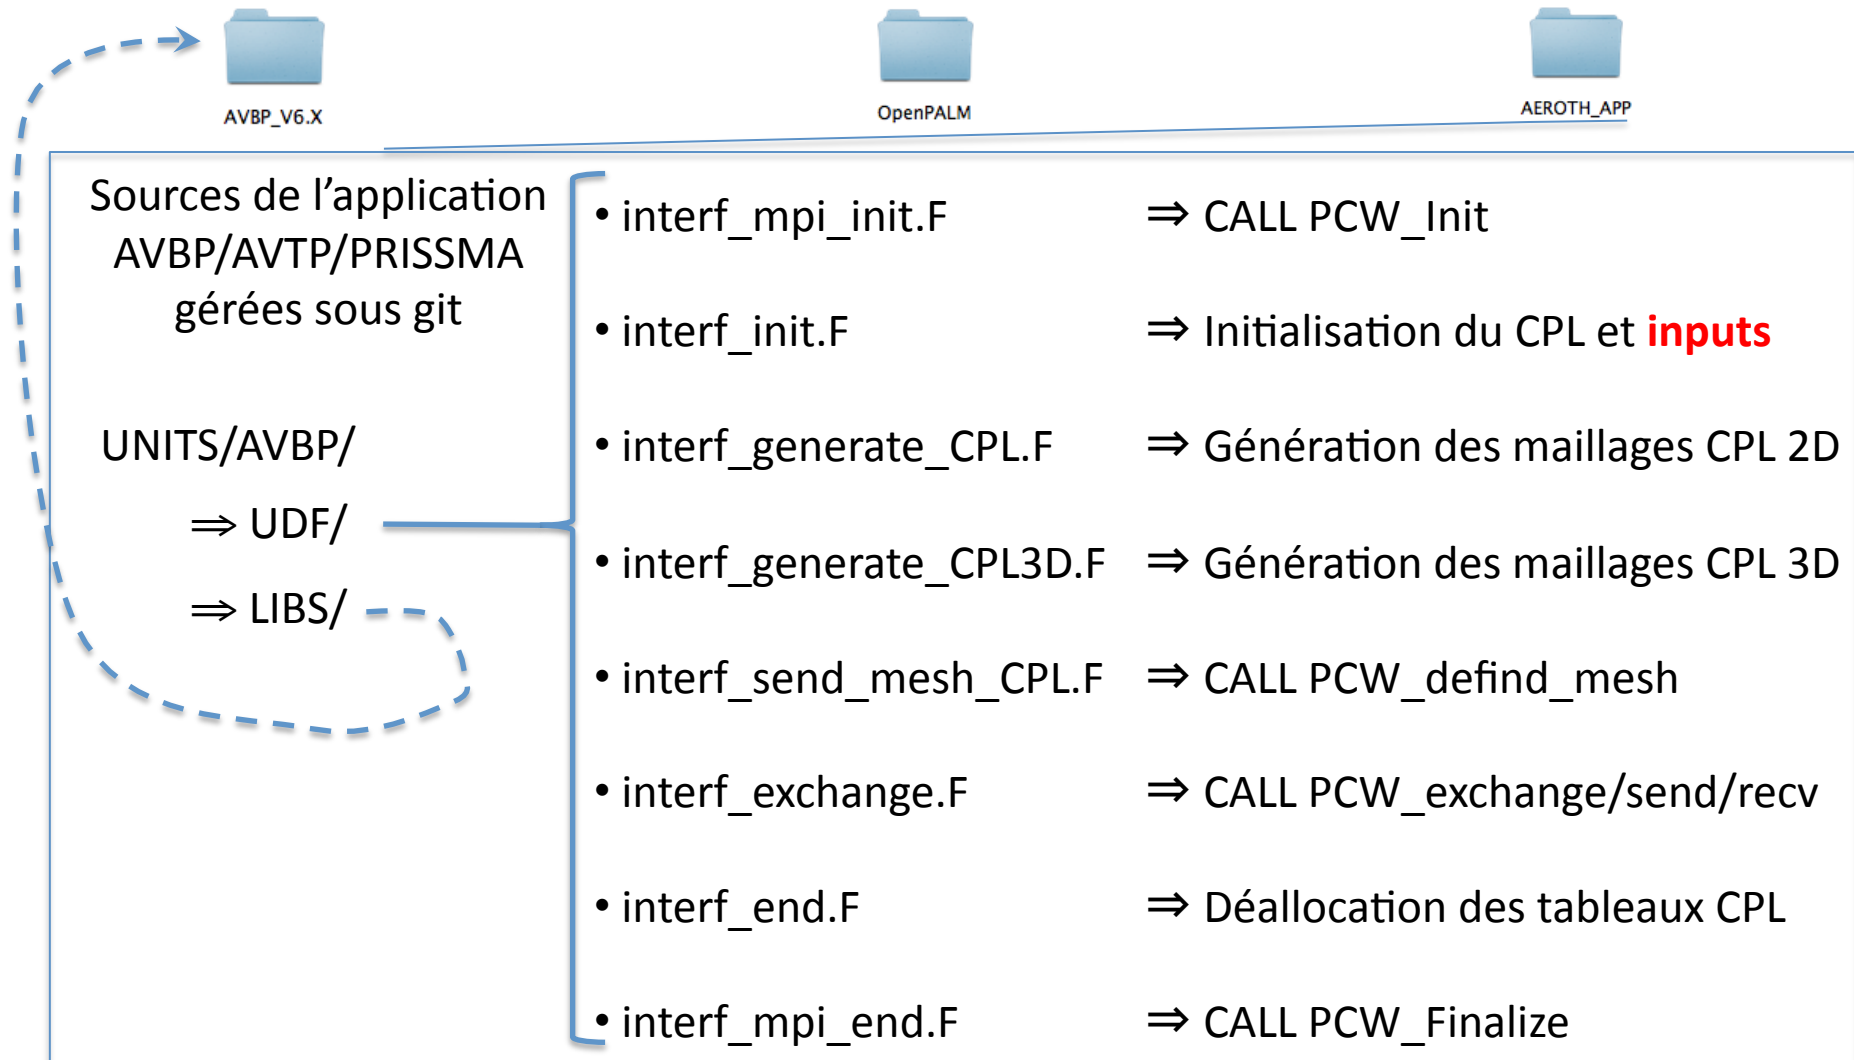 AVBP_V6.X
OpenPALM
AEROTH_APP
Sources de l’application
AVBP/AVTP/PRISSMA
gérées sous git
UNITS/AVBP/
⇒ UDF/
⇒ LIBS/
• interf_mpi_init.F ⇒ CALL PCW_Init
• interf_init.F ⇒ Initialisation du CPL et inputs
• interf_generate_CPL.F ⇒ Génération des maillages CPL 2D
• interf_generate_CPL3D.F ⇒ Génération des maillages CPL 3D
• interf_send_mesh_CPL.F ⇒ CALL PCW_defind_mesh
• interf_exchange.F ⇒ CALL PCW_exchange/send/recv
• interf_end.F ⇒ Déallocation des tableaux CPL
• interf_mpi_end.F ⇒ CALL PCW_Finalize